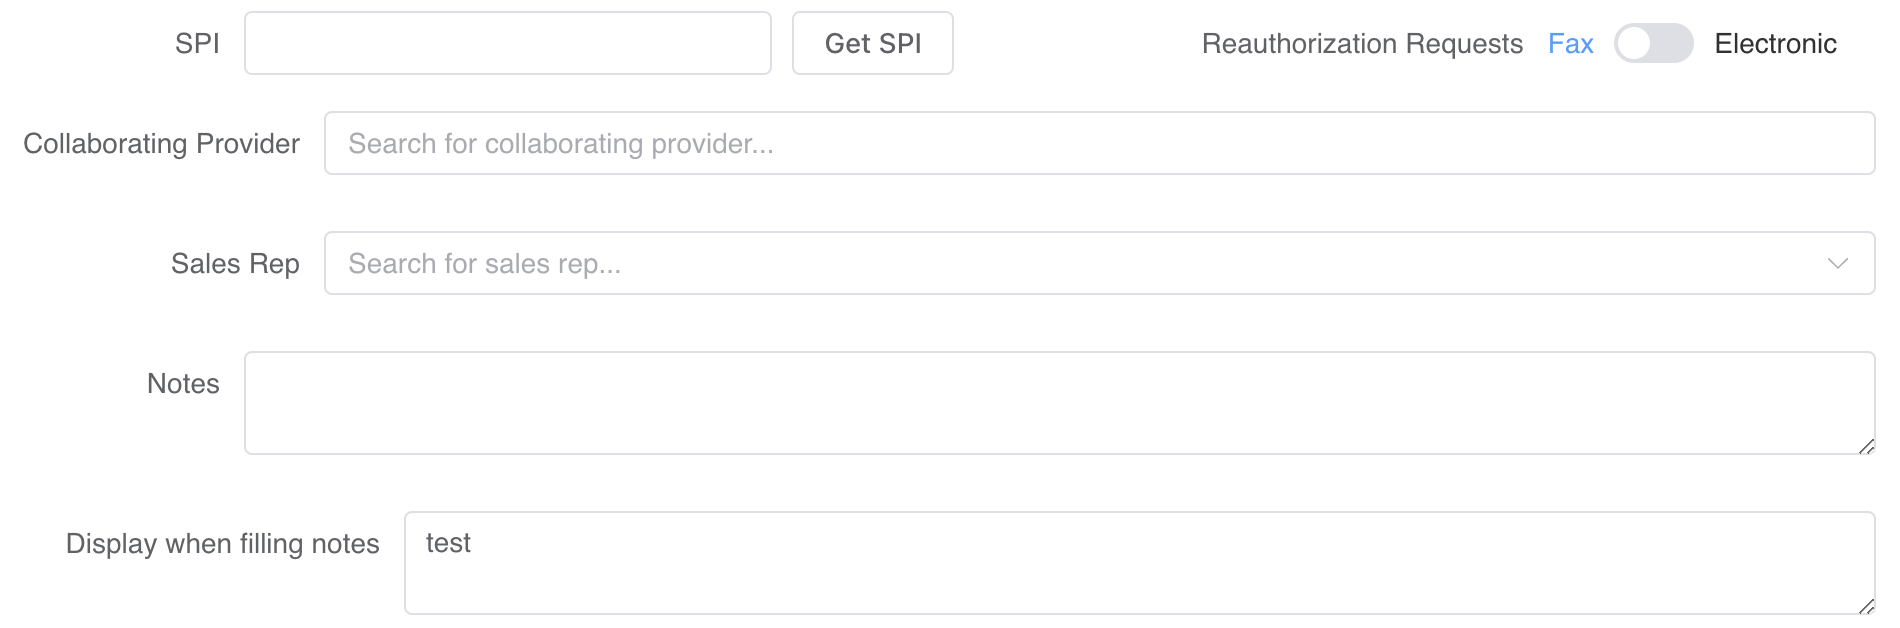 SPI Get SPI Reauthorization Requests Fax Electronic
Collaborating Provider Search for collaborating provider...
Sales Rep Search for sales rep...
Notes
Display when filling notes test